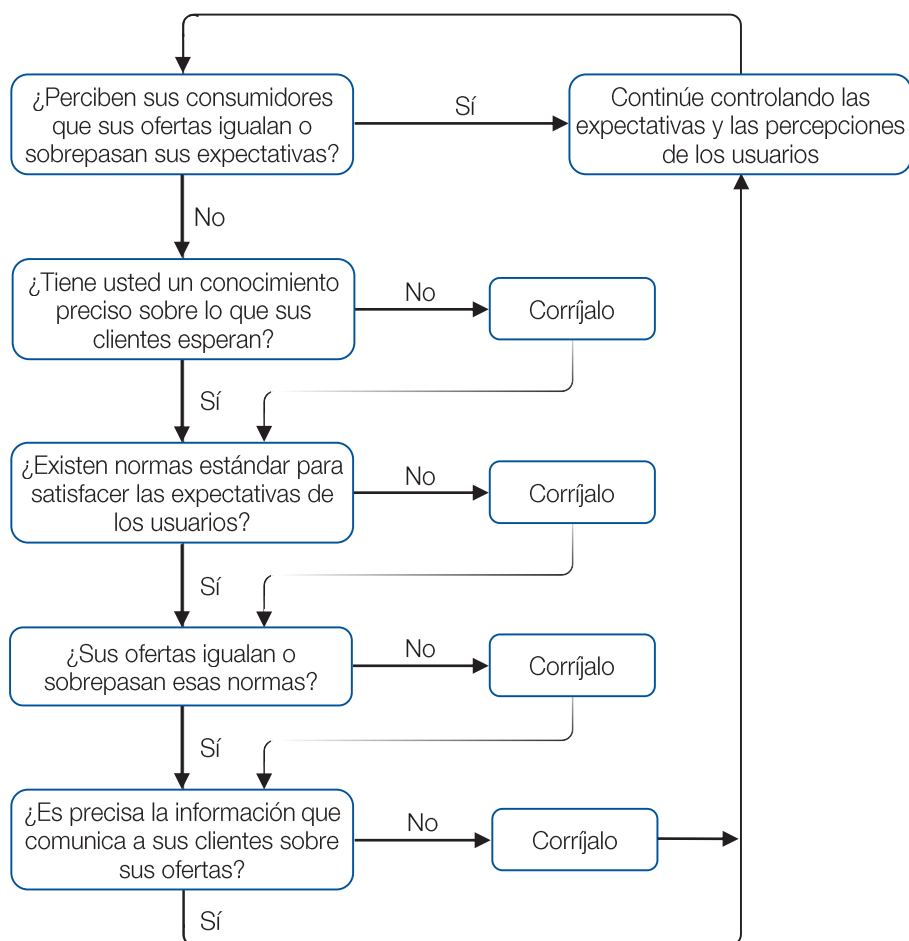 ¿Perciben sus consumidores
que sus ofertas igualan o
sobrepasan sus expectativas?
Sí
Continúe controlando las
expectativas y las percepciones
de los usuarios
No
¿Tiene usted un conocimiento
preciso sobre lo que sus
clientes esperan?
No
Corríjalo
Sí
¿Existen normas estándar para
satisfacer las expectativas de
los usuarios?
No
Corríjalo
Sí
¿Sus ofertas igualan o
sobrepasan esas normas?
No
Corríjalo
Sí
¿Es precisa la información que
comunica a sus clientes sobre
sus ofertas?
No
Corríjalo
Sí